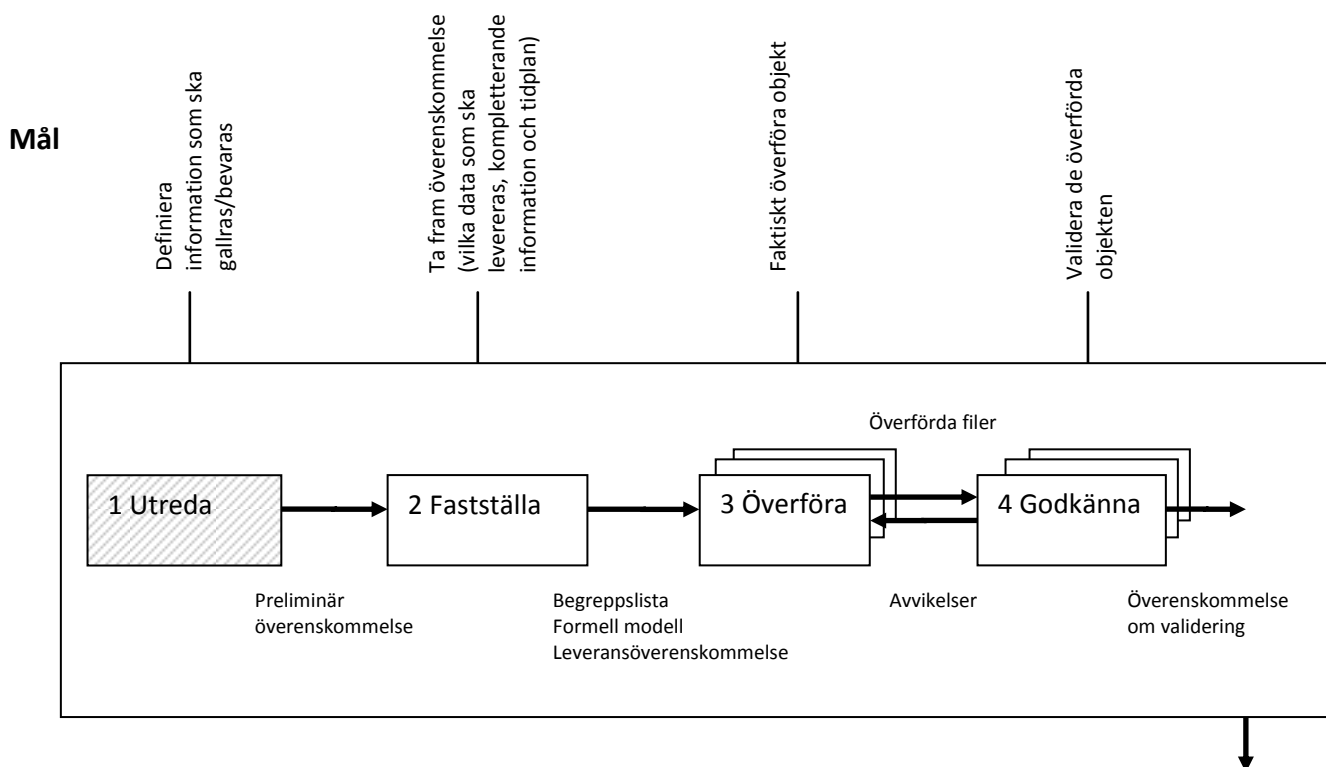 Mål
Definiera
information som ska
gallras/bevaras
Ta fram överenskommelse
(vilka data som ska
levereras, kompletterande
information och tidplan)
Faktiskt överföra objekt
Validera de överförda
objekten
Överförda filer
1 Utreda
2 Fastställa
3 Överföra
4 Godkänna
Preliminär
överenskommelse
Begreppslista
Formell modell
Leveransöverenskommelse
Avvikelser
Överenskommelse
om validering